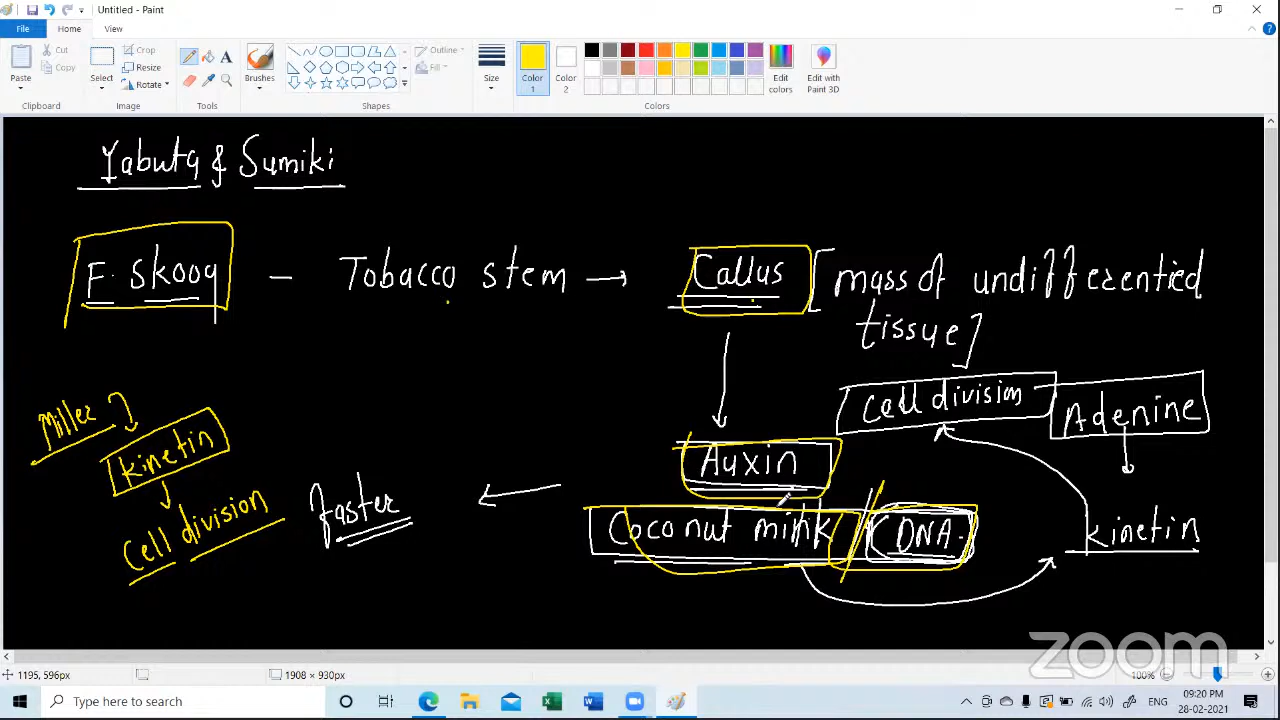 Untitled - Paint
File Home View
Paste Cut Copy Select Crop Resize Rotate Brushes Outline Fill Size Color 1 Color 2 Edit colors Edit with Paint 3D
Clipboard Image Tools Shapes Colors
Yabuta & Sumiki
F. Skoog - Tobacco stem → Callus [mass of undifferentied
tissue]
Cell division Adenine
Miller
kinetin
Auxin
Cell division
faster
Coconut milk / DNA.
kinetin
zoom
1195, 596px 1908 × 930px 100%
Type here to search
ENG 09:20 PM 28-02-2021